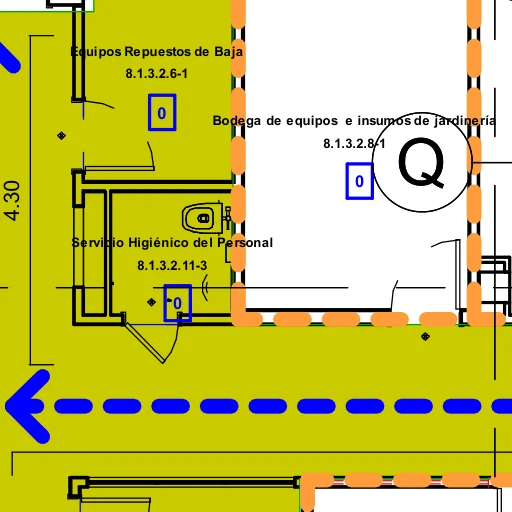 Equipos Repuestos de Baja
8.1.3.2.6-1
0
Bodega de equipos e insumos de jardinería
8.1.3.2.8-1
0
Q
4.30
Servicio Higiénico del Personal
8.1.3.2.11-3
0